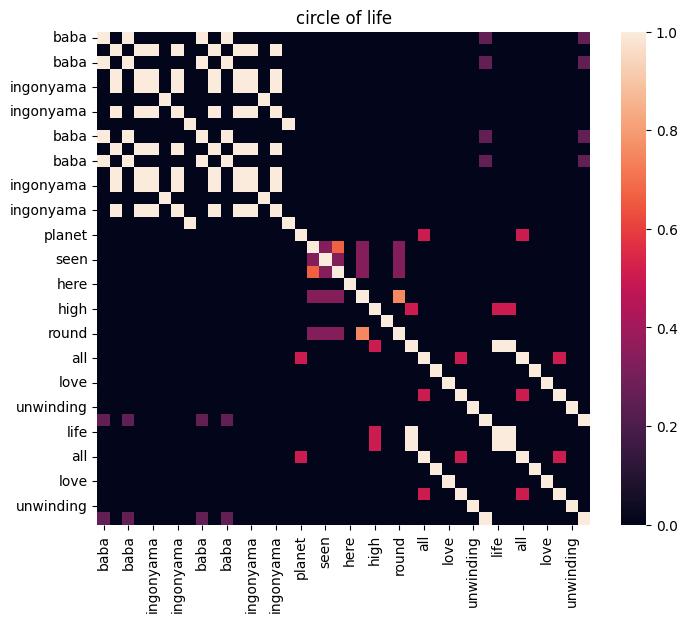 circle of life
baba
baba
ingonyama
ingonyama
baba
baba
ingonyama
ingonyama
planet
seen
here
high
round
all
love
unwinding
life
all
love
unwinding
baba
baba
ingonyama
ingonyama
baba
baba
ingonyama
ingonyama
planet
seen
here
high
round
all
love
unwinding
life
all
love
unwinding
1.0
0.8
0.6
0.4
0.2
0.0